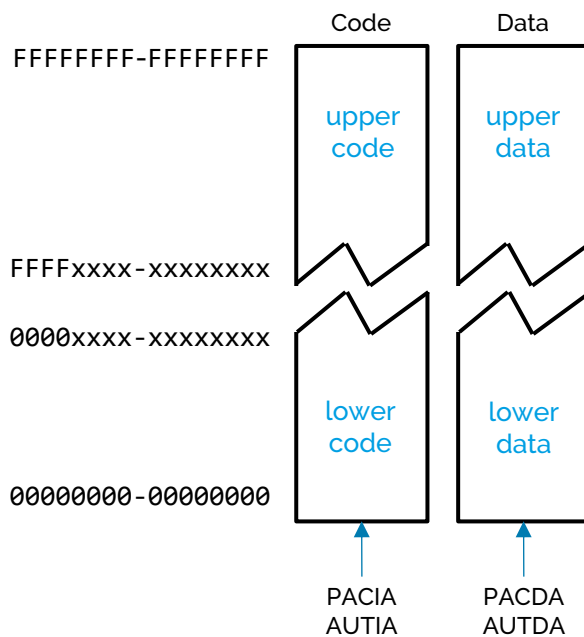 Code Data
FFFFFFFF-FFFFFFFF
upper upper
code data
FFFFxxxx-xxxxxxxx
0000xxxx-xxxxxxxx
lower lower
code data
00000000-00000000
PACIA PACDA
AUTIA AUTDA